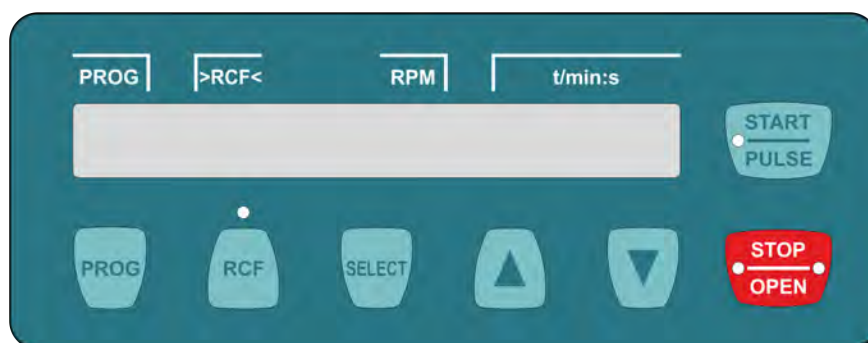 PROG >RCF< RPM t/min:s
START
PULSE
PROG RCF SELECT
STOP
OPEN